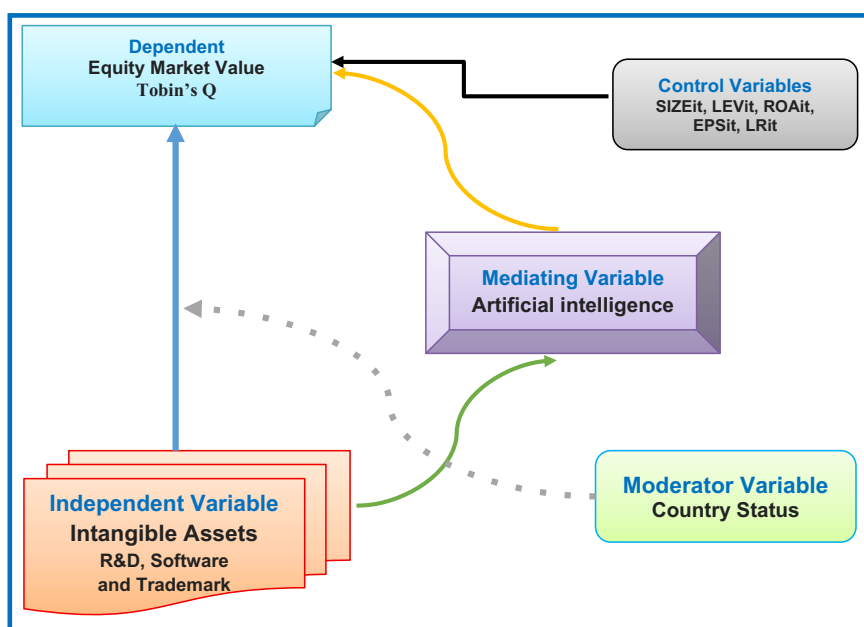 Dependent
Equity Market Value
Tobin's Q
Control Variables
SIZEit, LEVit, ROAit,
EPSit, LRit
Mediating Variable
Artificial intelligence
Independent Variable
Intangible Assets
R&D, Software
and Trademark
Moderator Variable
Country Status